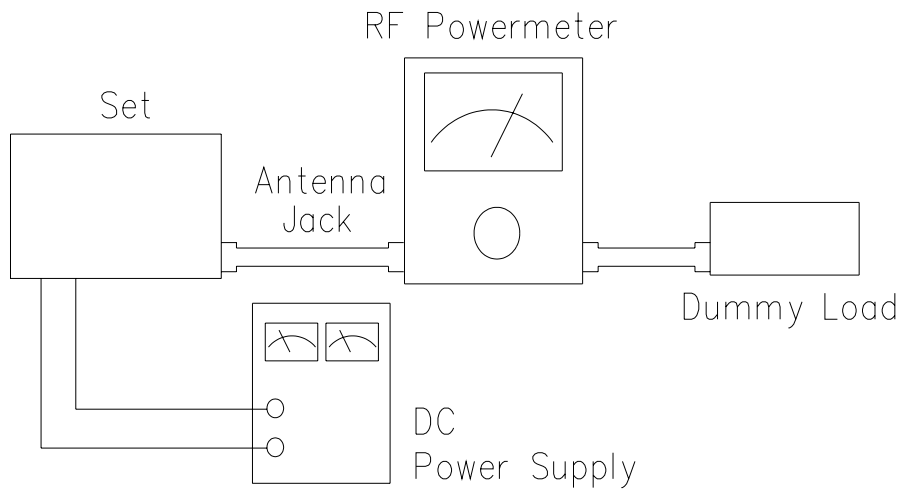 RF Powermeter
Set
Antenna
Jack
Dummy Load
DC
Power Supply